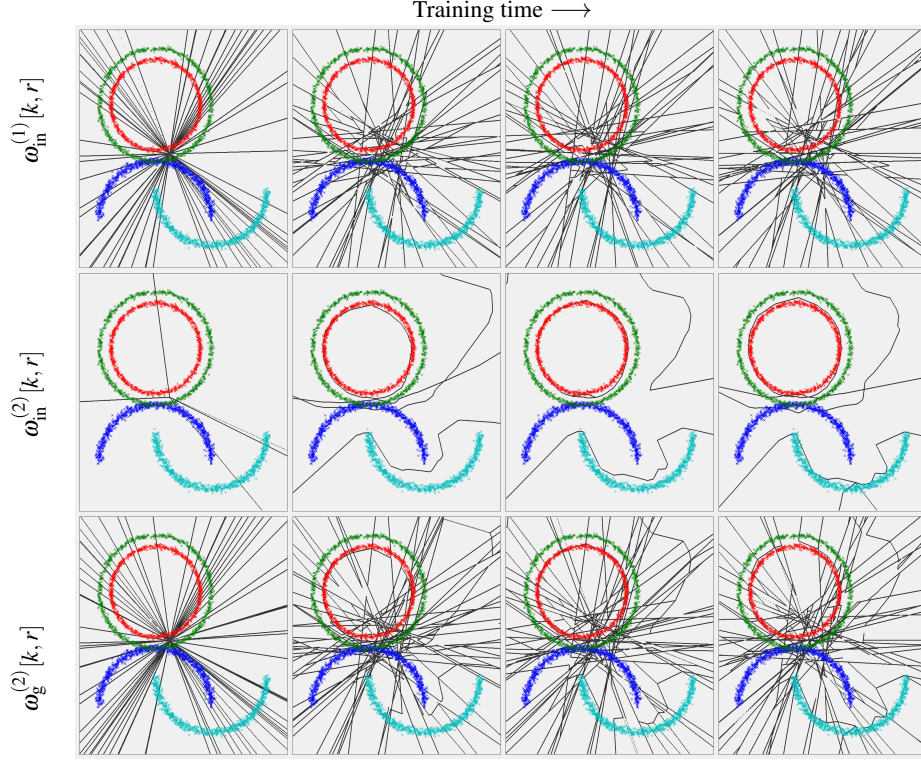 Training time ⟶
ω_in^(1)[k, r]
ω_in^(2)[k, r]
ω_g^(2)[k, r]